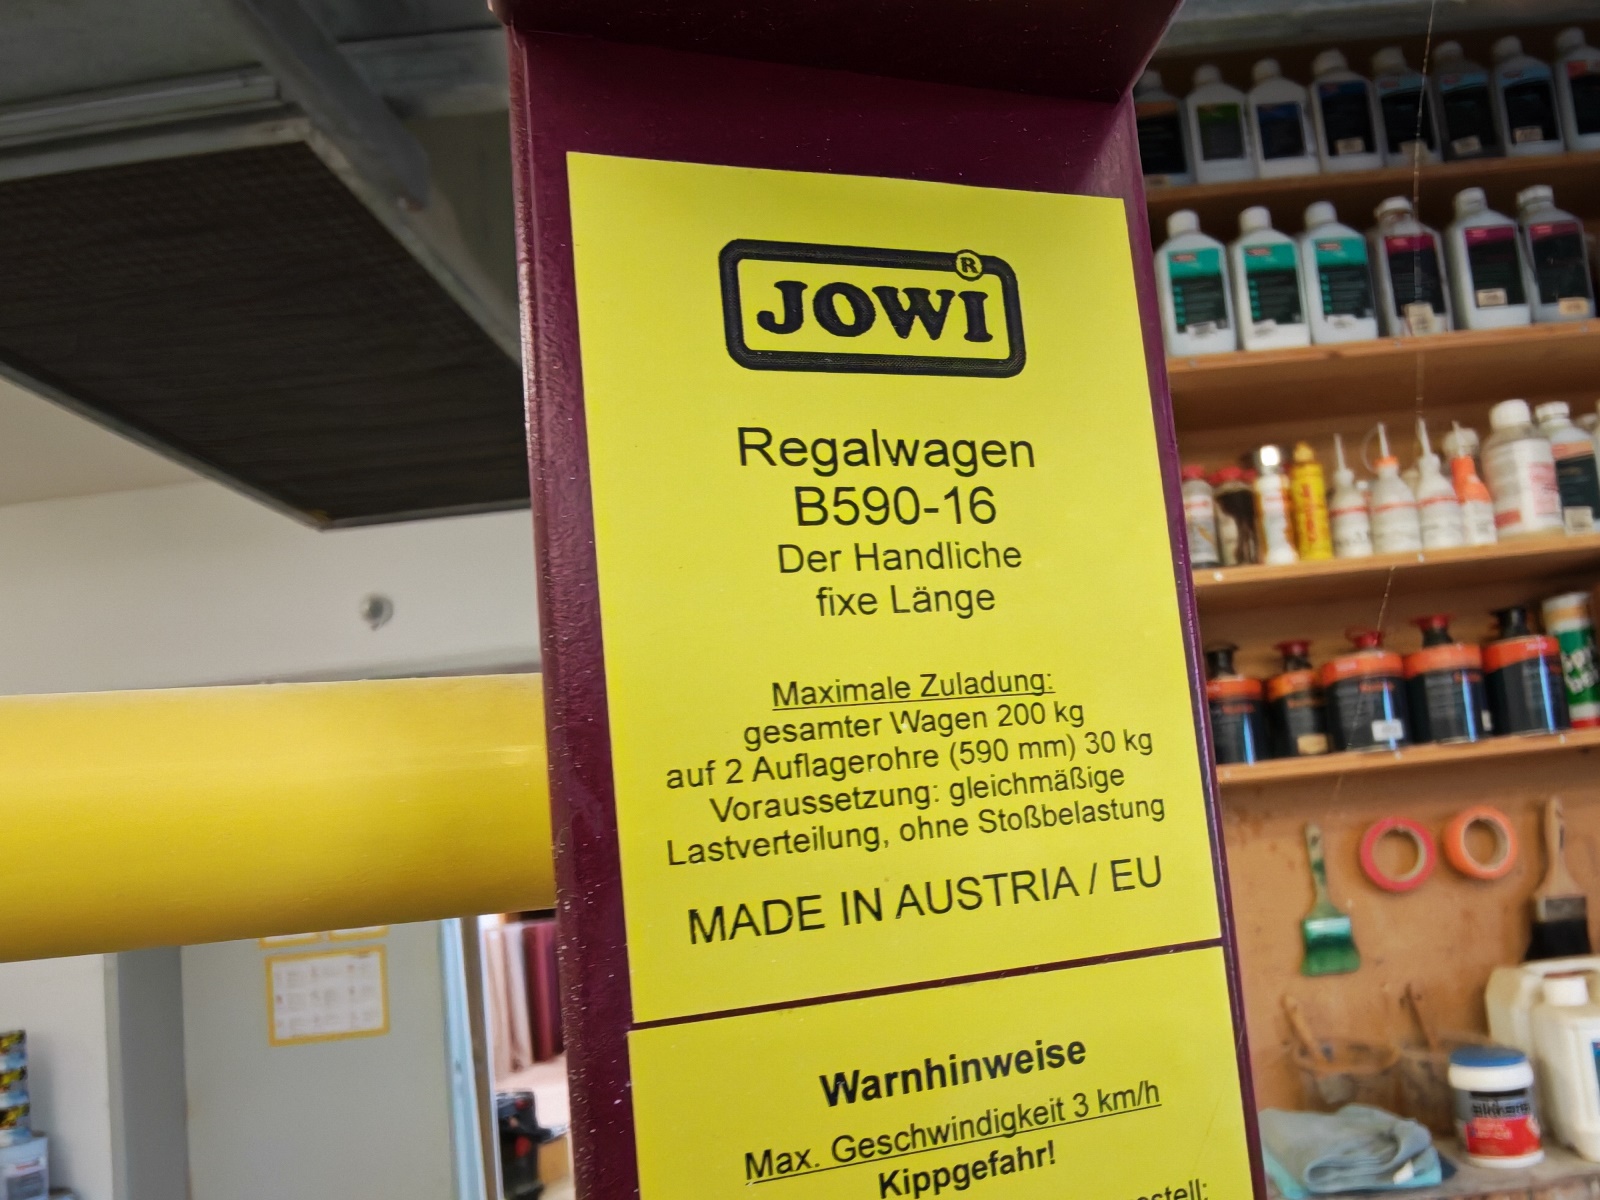 JOWI®
Regalwagen
B590-16
Der Handliche
fixe Länge
Maximale Zuladung:
gesamter Wagen 200 kg
auf 2 Auflagerohre (590 mm) 30 kg
Voraussetzung: gleichmäßige
Lastverteilung, ohne Stoßbelastung
MADE IN AUSTRIA / EU
Warnhinweise
Max. Geschwindigkeit 3 km/h
Kippgefahr!